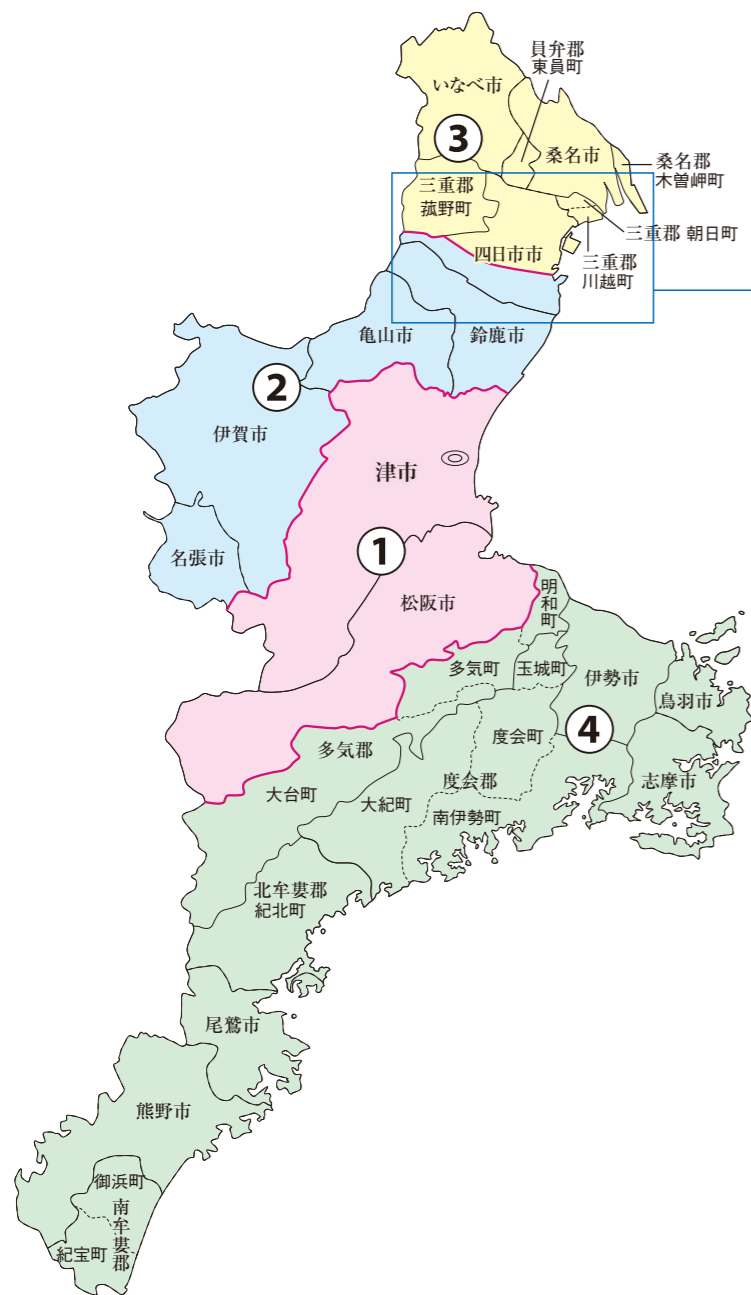 員弁郡
東員町
いなべ市
③
桑名市
桑名郡
木曽岬町
三重郡
菰野町
三重郡 朝日町
四日市市
三重郡
川越町
亀山市
鈴鹿市
②
伊賀市
津市
①
名張市
松阪市
明和町
多気町
玉城町
伊勢市
鳥羽市
④
多気郡
度会町
度会郡
志摩市
大台町
大紀町
南伊勢町
北牟婁郡
紀北町
尾鷲市
熊野市
御浜町
南牟婁郡
紀宝町